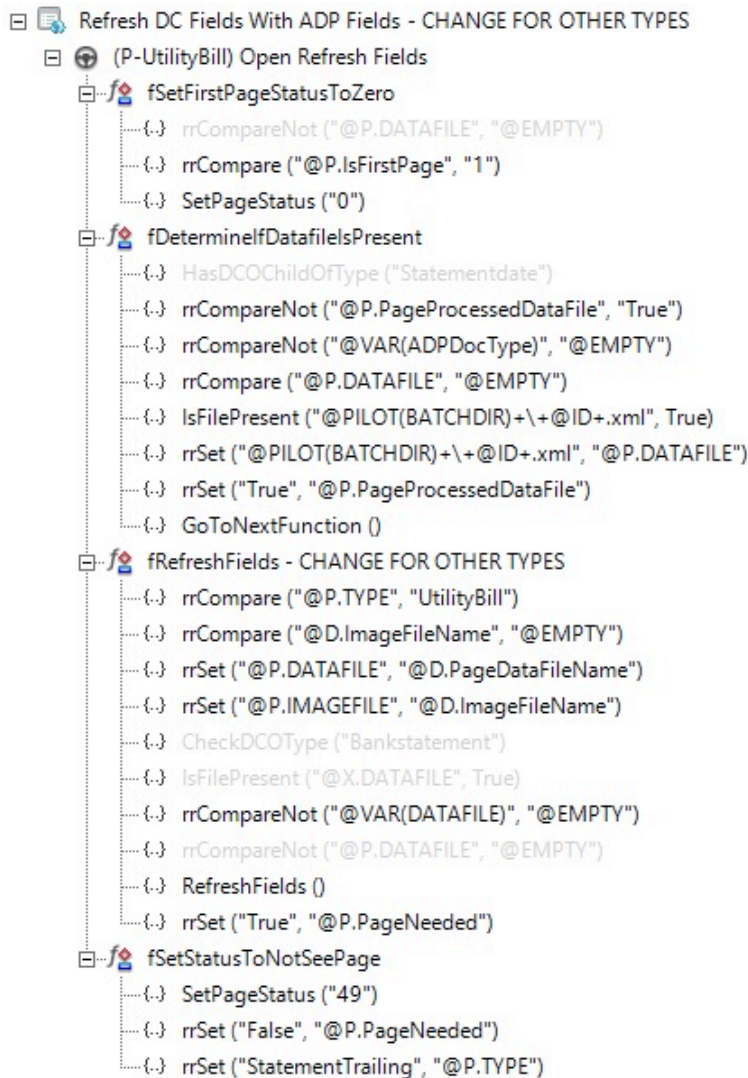 Refresh DC Fields With ADP Fields - CHANGE FOR OTHER TYPES
(P-UtilityBill) Open Refresh Fields
fSetFirstPageStatusToZero
{..} rrCompareNot ("@P.DATAFILE", "@EMPTY")
{..} rrCompare ("@P.IsFirstPage", "1")
{..} SetPageStatus ("0")
fDetermineIfDatafileIsPresent
{..} HasDCOChildOfType ("Statementdate")
{..} rrCompareNot ("@P.PageProcessedDataFile", "True")
{..} rrCompareNot ("@VAR(ADPDocType)", "@EMPTY")
{..} rrCompare ("@P.DATAFILE", "@EMPTY")
{..} IsFilePresent ("@PILOT(BATCHDIR)+\+@ID+.xml", True)
{..} rrSet ("@PILOT(BATCHDIR)+\+@ID+.xml", "@P.DATAFILE")
{..} rrSet ("True", "@P.PageProcessedDataFile")
{..} GoToNextFunction ()
fRefreshFields - CHANGE FOR OTHER TYPES
{..} rrCompare ("@P.TYPE", "UtilityBill")
{..} rrCompare ("@D.ImageFileName", "@EMPTY")
{..} rrSet ("@P.DATAFILE", "@D.PageDataFileName")
{..} rrSet ("@P.IMAGEFILE", "@D.ImageFileName")
{..} CheckDCOType ("Bankstatement")
{..} IsFilePresent ("@X.DATAFILE", True)
{..} rrCompareNot ("@VAR(DATAFILE)", "@EMPTY")
{..} rrCompareNot ("@P.DATAFILE", "@EMPTY")
{..} RefreshFields ()
{..} rrSet ("True", "@P.PageNeeded")
fSetStatusToNotSeePage
{..} SetPageStatus ("49")
{..} rrSet ("False", "@P.PageNeeded")
{..} rrSet ("StatementTrailing", "@P.TYPE")